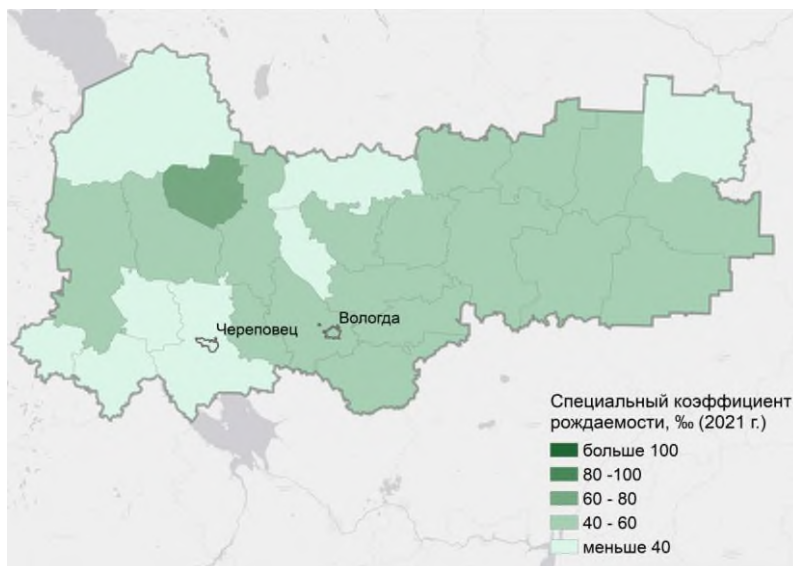 Вологда
Череповец
Специальный коэффициент
рождаемости, ‰ (2021 г.)
больше 100
80 -100
60 - 80
40 - 60
меньше 40